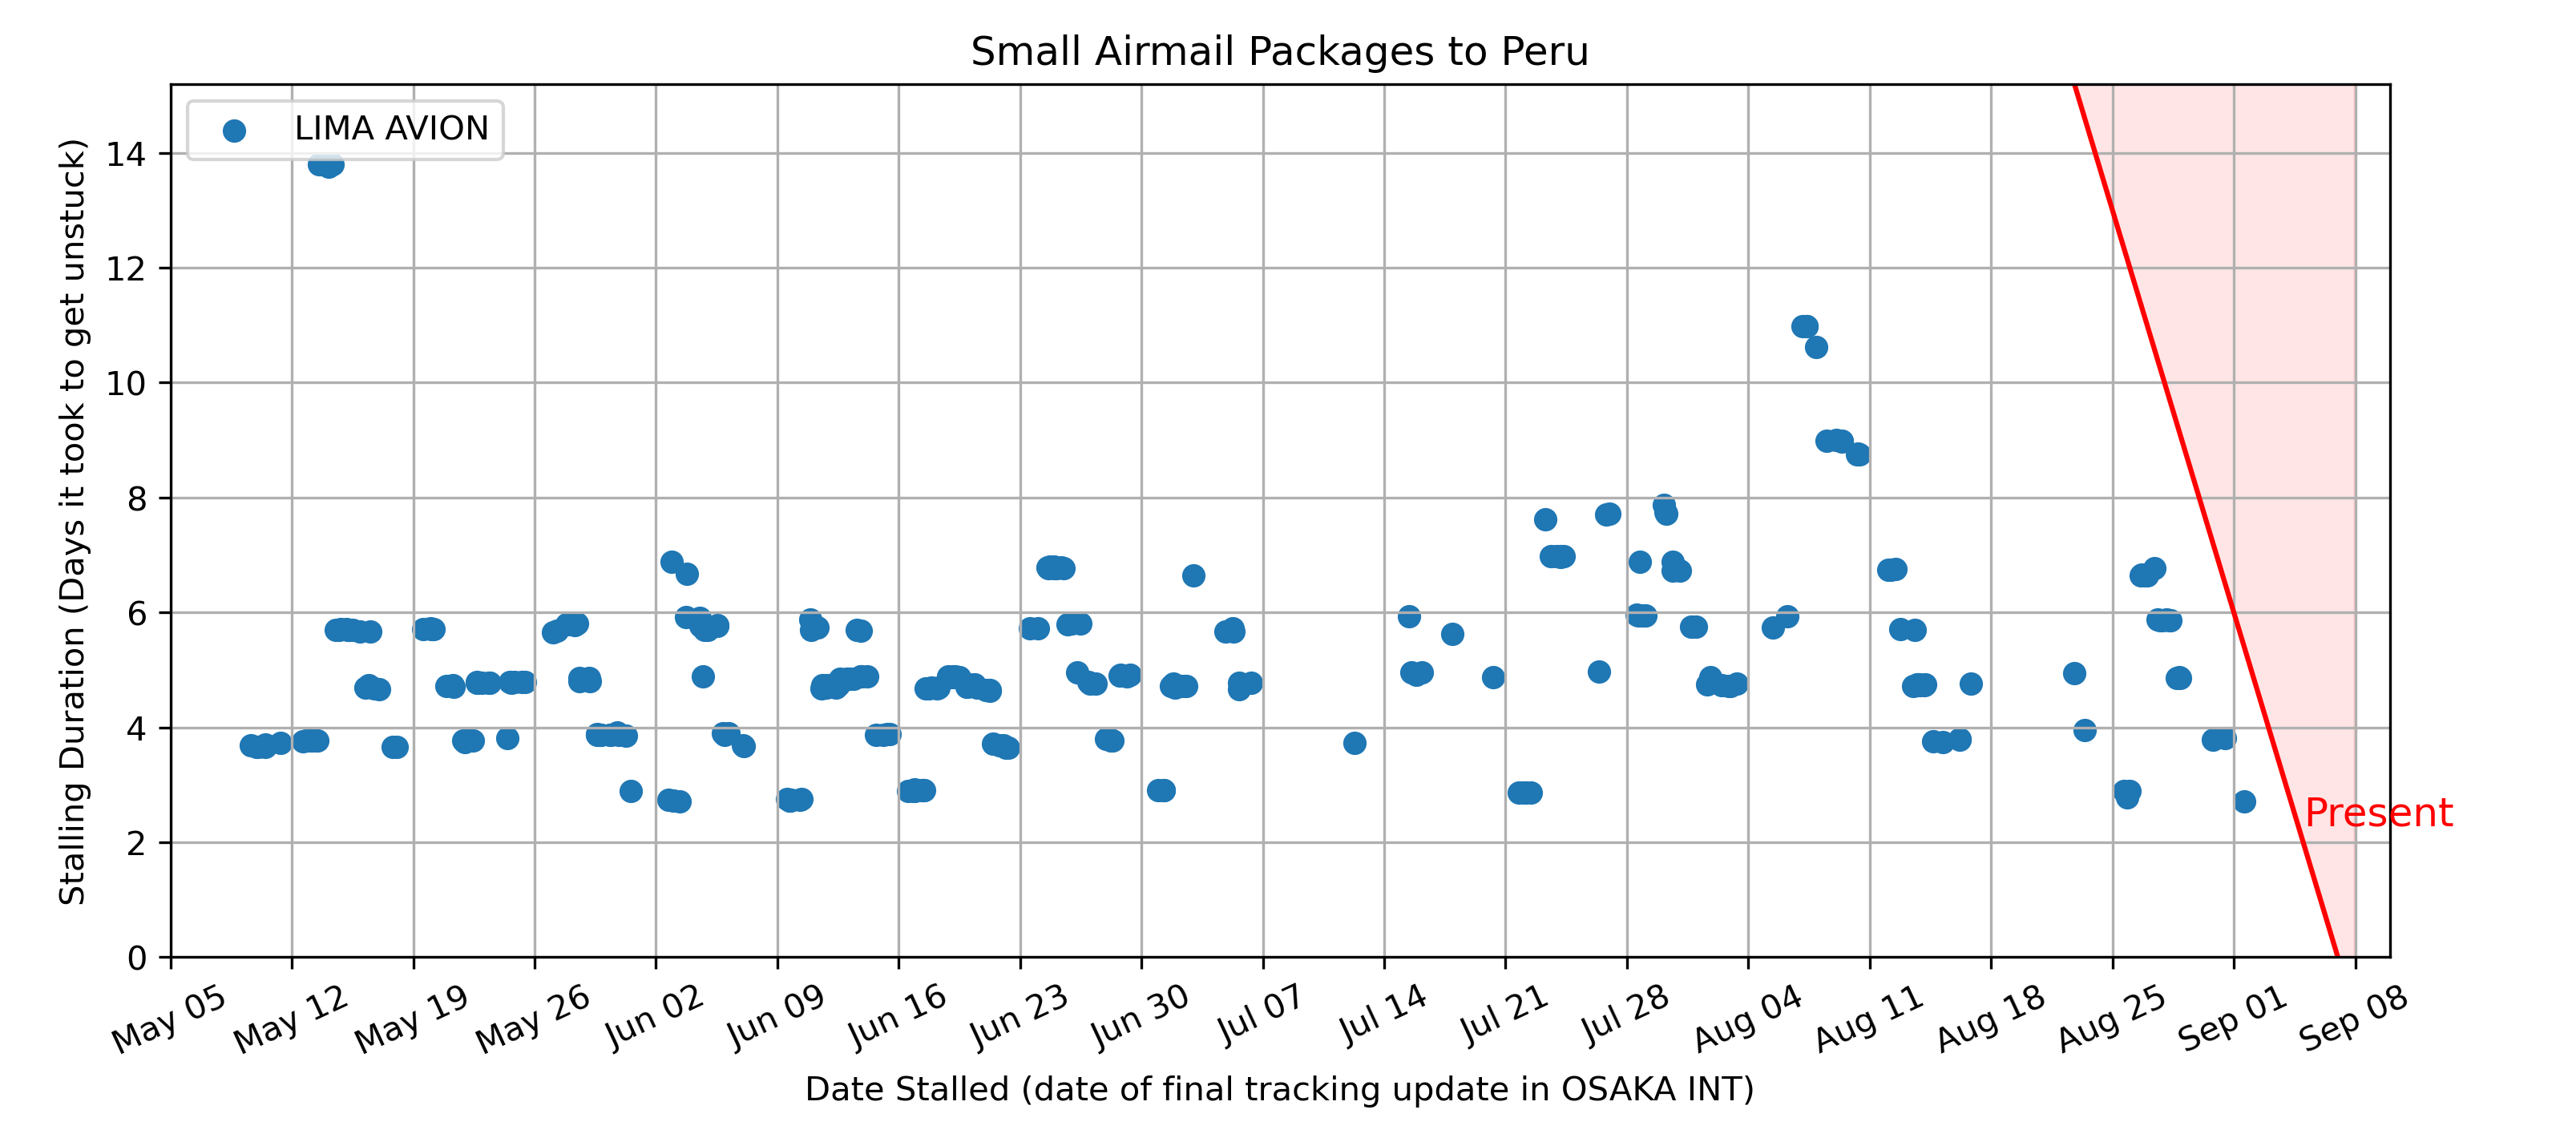 Small Airmail Packages to Peru
LIMA AVION
Stalling Duration (Days it took to get unstuck)
14
12
10
8
6
4
2
0
Present
May 05
May 12
May 19
May 26
Jun 02
Jun 09
Jun 16
Jun 23
Jun 30
Jul 07
Jul 14
Jul 21
Jul 28
Aug 04
Aug 11
Aug 18
Aug 25
Sep 01
Sep 08
Date Stalled (date of final tracking update in OSAKA INT)